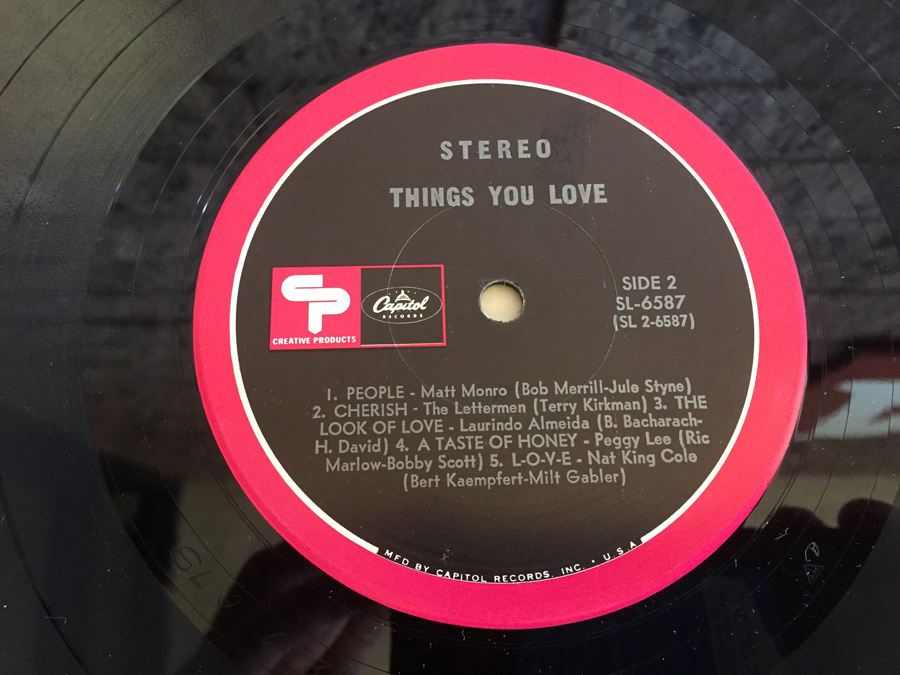 STEREO
THINGS YOU LOVE
CP
CREATIVE PRODUCTS
Capitol
RECORDS
SIDE 2
SL-6587
(SL 2-6587)
1. PEOPLE - Matt Monro (Bob Merrill-Jule Styne)
2. CHERISH - The Lettermen (Terry Kirkman) 3. THE
LOOK OF LOVE - Laurindo Almeida (B. Bacharach-
H. David) 4. A TASTE OF HONEY - Peggy Lee (Ric
Marlow-Bobby Scott) 5. L-O-V-E - Nat King Cole
(Bert Kaempfert-Milt Gabler)
MFD BY CAPITOL RECORDS, INC. • U.S.A.